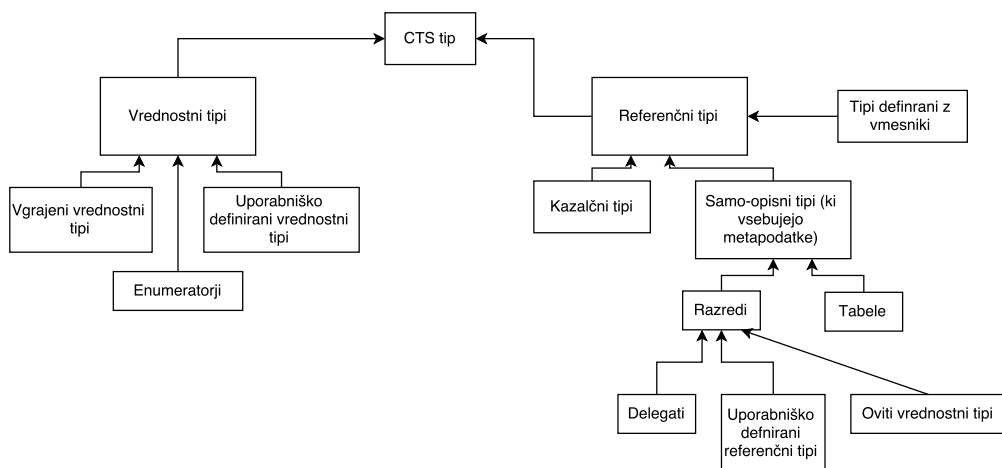 CTS tip
Vrednostni tipi
Referenčni tipi
Tipi definrani z
vmesniki
Vgrajeni vrednostni
tipi
Uporabniško
definirani vrednostni
tipi
Kazalčni tipi
Samo-opisni tipi (ki
vsebujejo
metapodatke)
Enumeratorji
Razredi
Tabele
Delegati
Uporabniško
defnirani
referenčni tipi
Oviti vrednostni tipi